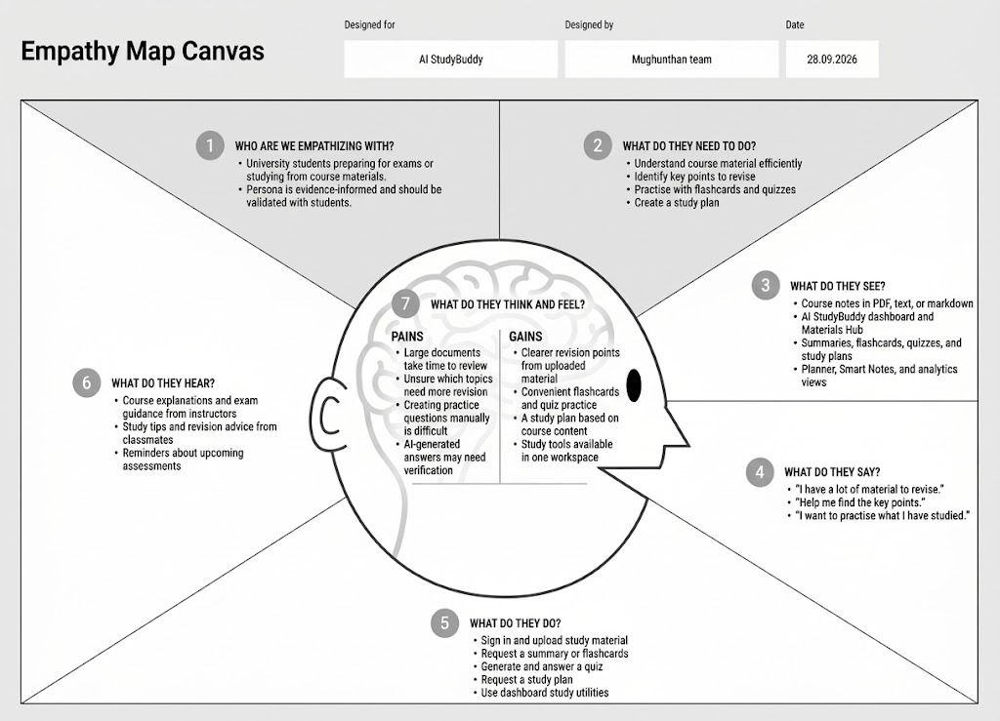 Empathy Map Canvas
Designed for
AI StudyBuddy
Designed by
Mughunthan team
Date
28.09.2026
1
WHO ARE WE EMPATHIZING WITH?
• University students preparing for exams or
studying from course materials.
• Persona is evidence-informed and should be
validated with students.
2
WHAT DO THEY NEED TO DO?
• Understand course material efficiently
• Identify key points to revise
• Practise with flashcards and quizzes
• Create a study plan
3
WHAT DO THEY SEE?
• Course notes in PDF, text, or markdown
• AI StudyBuddy dashboard and
Materials Hub
• Summaries, flashcards, quizzes, and
study plans
• Planner, Smart Notes, and analytics
views
4
WHAT DO THEY SAY?
• "I have a lot of material to revise."
• "Help me find the key points."
• "I want to practise what I have studied."
5
WHAT DO THEY DO?
• Sign in and upload study material
• Request a summary or flashcards
• Generate and answer a quiz
• Request a study plan
• Use dashboard study utilities
6
WHAT DO THEY HEAR?
• Course explanations and exam
guidance from instructors
• Study tips and revision advice from
classmates
• Reminders about upcoming
assessments
7
WHAT DO THEY THINK AND FEEL?
PAINS
• Large documents
take time to review
• Unsure which topics
need more revision
• Creating practice
questions manually
is difficult
• AI-generated
answers may need
verification
GAINS
• Clearer revision points
from uploaded
material
• Convenient flashcards
and quiz practice
• A study plan based on
course content
• Study tools available
in one workspace